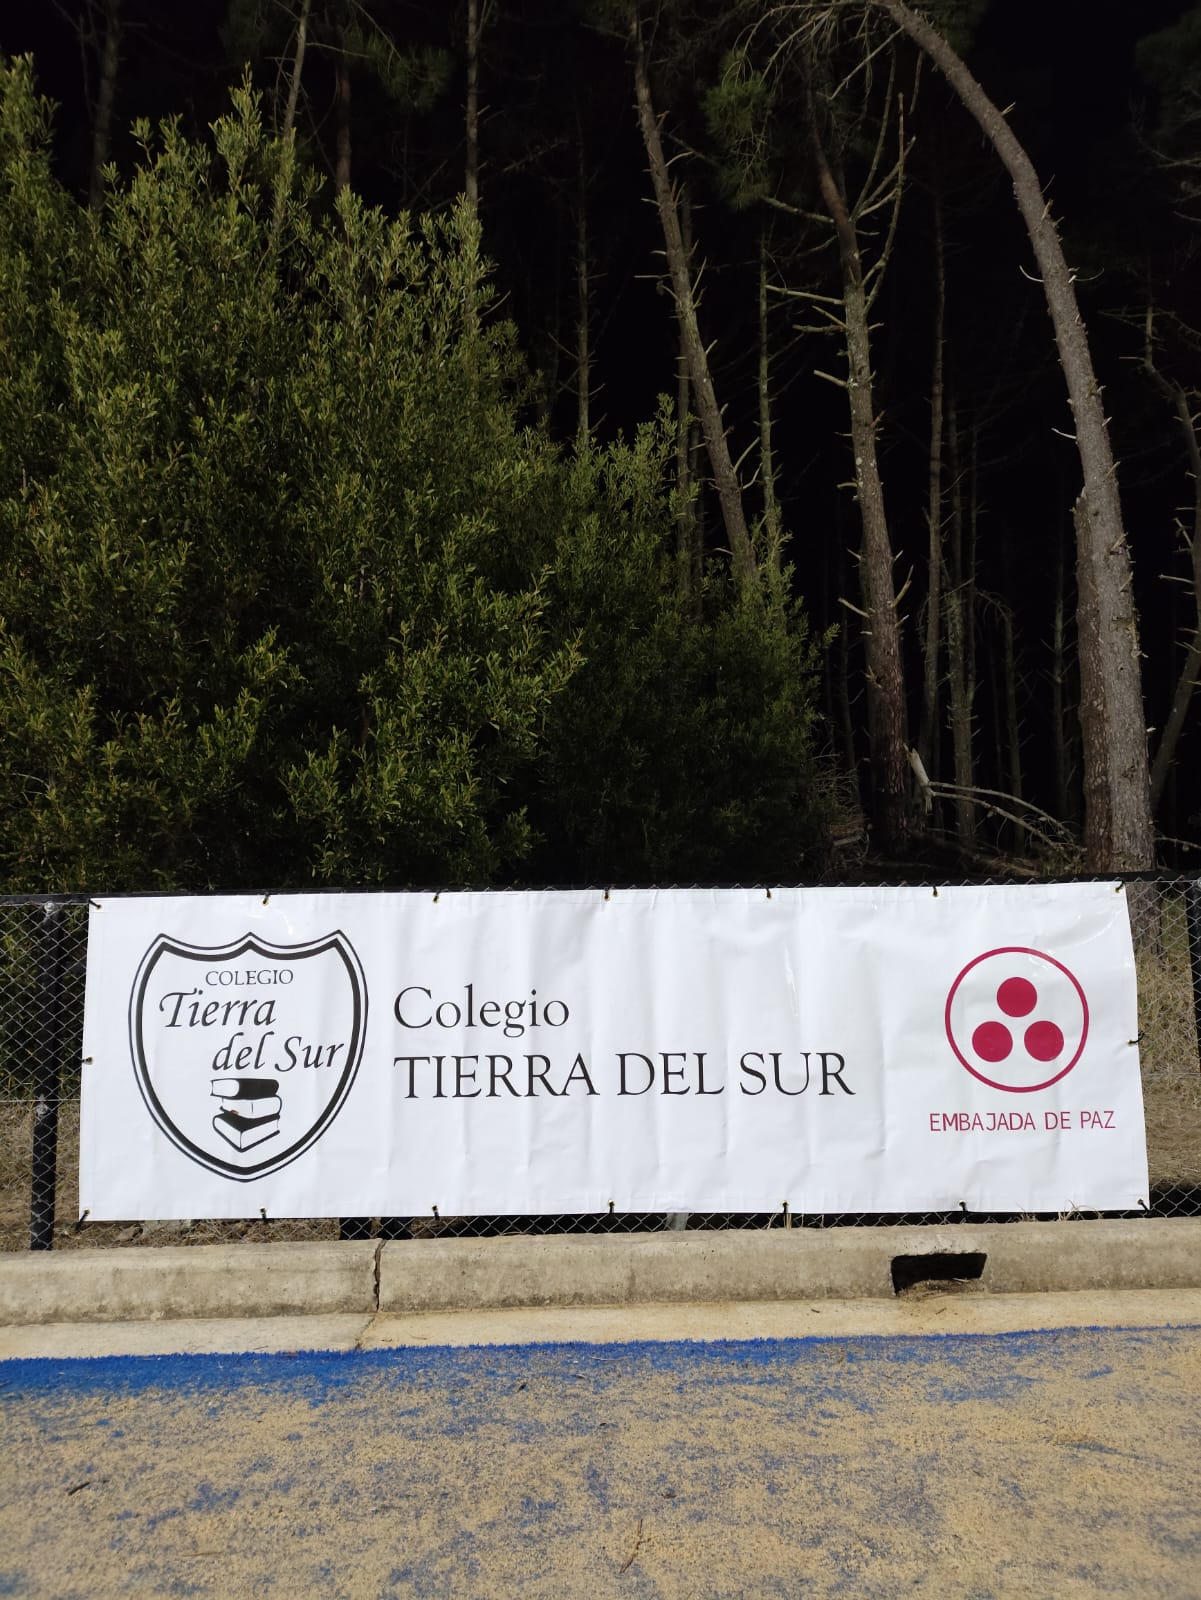 COLEGIO
Tierra
del Sur
Colegio
TIERRA DEL SUR
EMBAJADA DE PAZ